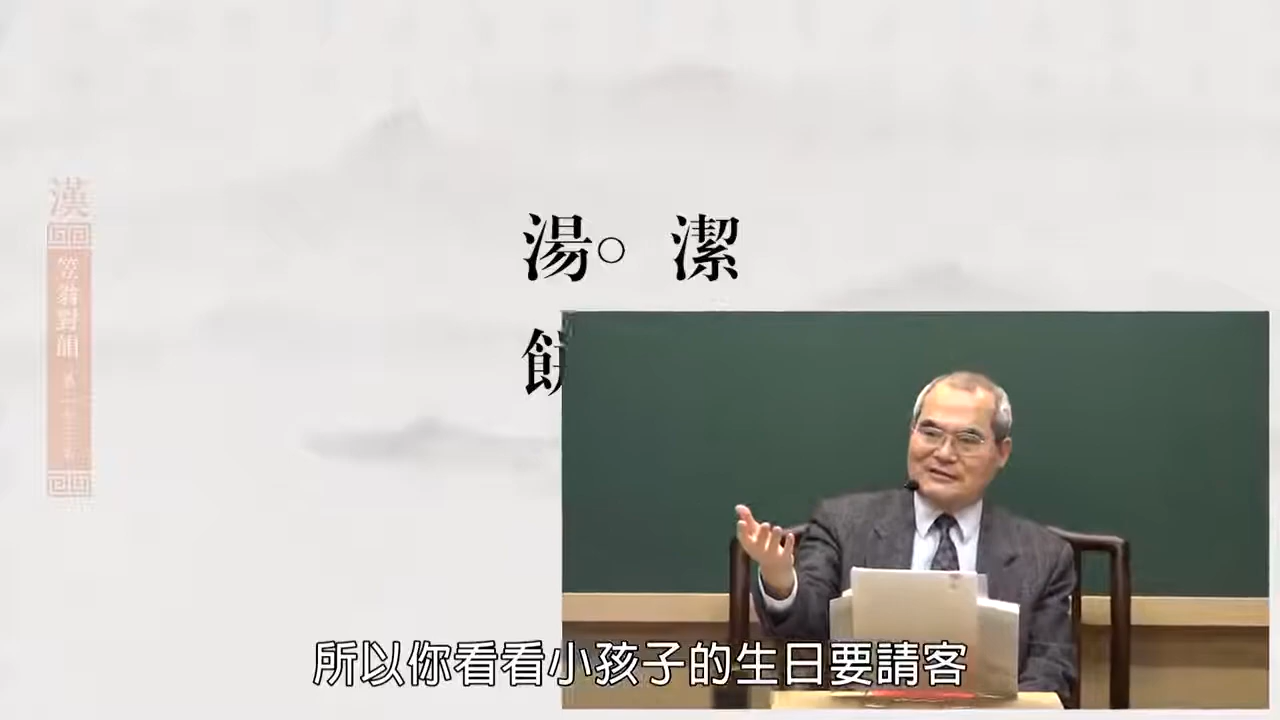 漢
笠翁對韻
湯。潔
餅
所以你看看小孩子的生日要請客